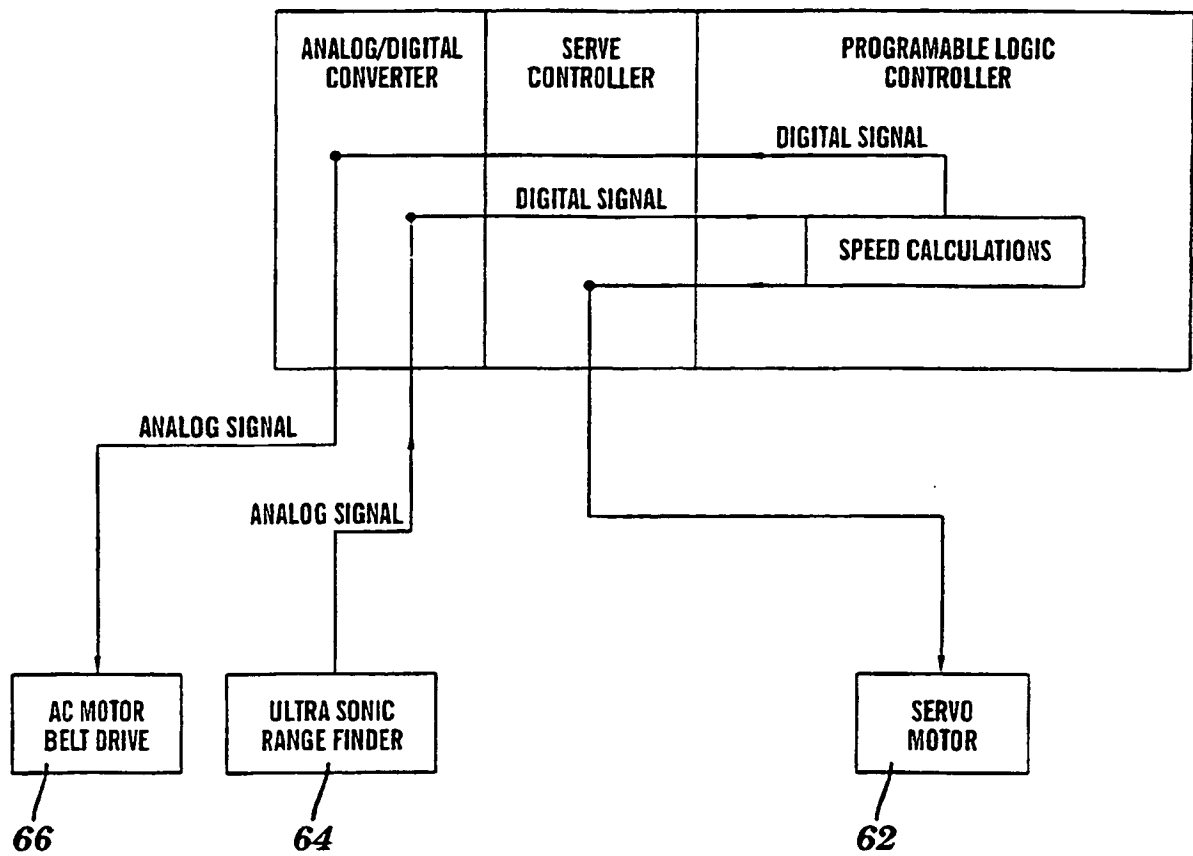 ANALOG/DIGITAL
CONVERTER
SERVE
CONTROLLER
PROGRAMABLE LOGIC
CONTROLLER
DIGITAL SIGNAL
DIGITAL SIGNAL
SPEED CALCULATIONS
ANALOG SIGNAL
ANALOG SIGNAL
AC MOTOR
BELT DRIVE
ULTRA SONIC
RANGE FINDER
SERVO
MOTOR
66
64
62